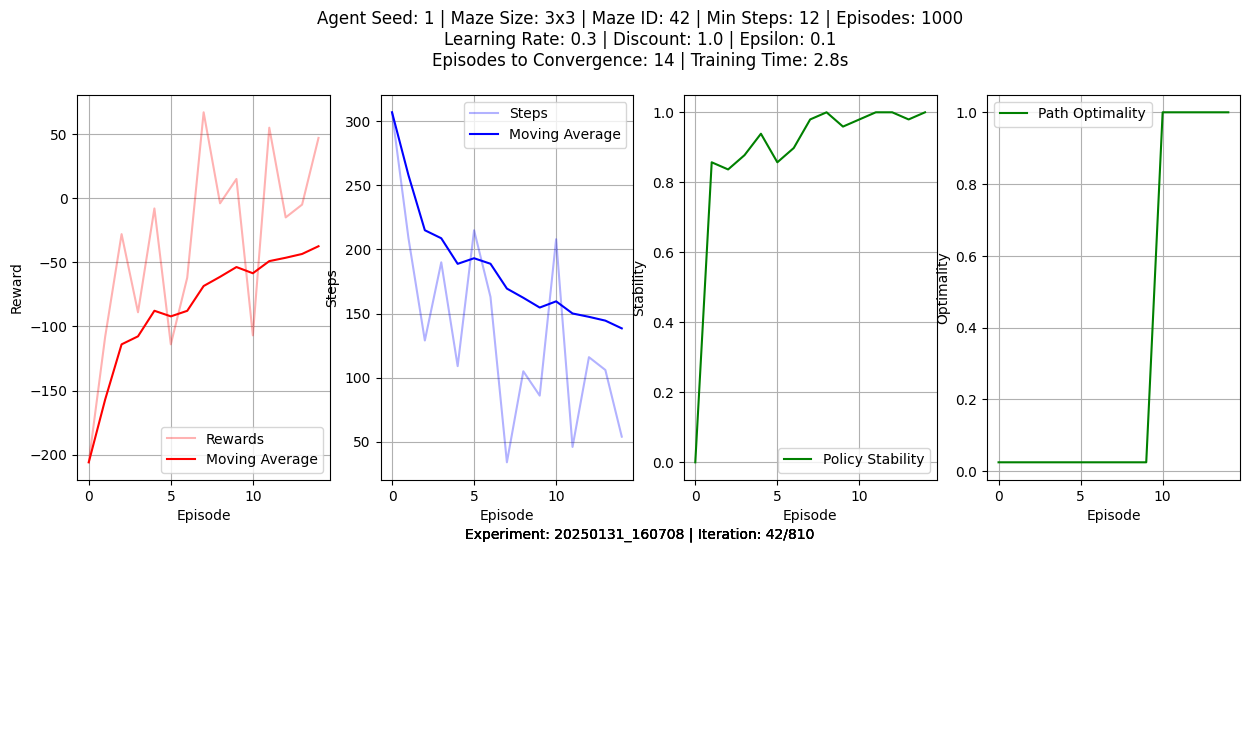 Agent Seed: 1 | Maze Size: 3x3 | Maze ID: 42 | Min Steps: 12 | Episodes: 1000
Learning Rate: 0.3 | Discount: 1.0 | Epsilon: 0.1
Episodes to Convergence: 14 | Training Time: 2.8s
Reward
50
0
−50
−100
−150
−200
Rewards
Moving Average
0
5
10
Episode
Steps
300
250
200
150
100
50
Steps
Moving Average
0
5
10
Episode
Stability
1.0
0.8
0.6
0.4
0.2
0.0
Policy Stability
0
5
10
Episode
Optimality
1.0
0.8
0.6
0.4
0.2
0.0
Path Optimality
0
5
10
Episode
Experiment: 20250131_160708 | Iteration: 42/810